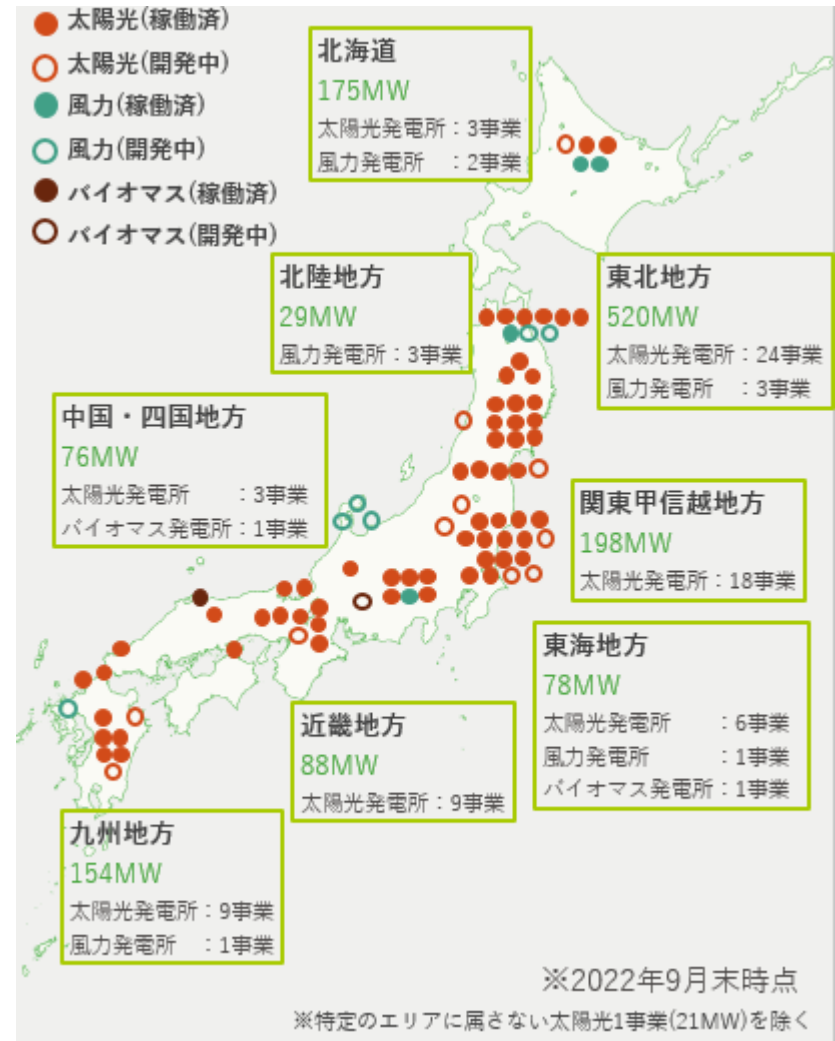 太陽光(稼働済)
太陽光(開発中)
風力(稼働済)
風力(開発中)
バイオマス(稼働済)
バイオマス(開発中)
北海道
175MW
太陽光発電所：3事業
風力発電所　：2事業
北陸地方
29MW
風力発電所：3事業
東北地方
520MW
太陽光発電所：24事業
風力発電所　：3事業
中国・四国地方
76MW
太陽光発電所　　：3事業
バイオマス発電所：1事業
関東甲信越地方
198MW
太陽光発電所：18事業
東海地方
78MW
太陽光発電所　　：6事業
風力発電所　　　：1事業
バイオマス発電所：1事業
近畿地方
88MW
太陽光発電所：9事業
九州地方
154MW
太陽光発電所：9事業
風力発電所　：1事業
※2022年9月末時点
※特定のエリアに属さない太陽光1事業(21MW)を除く